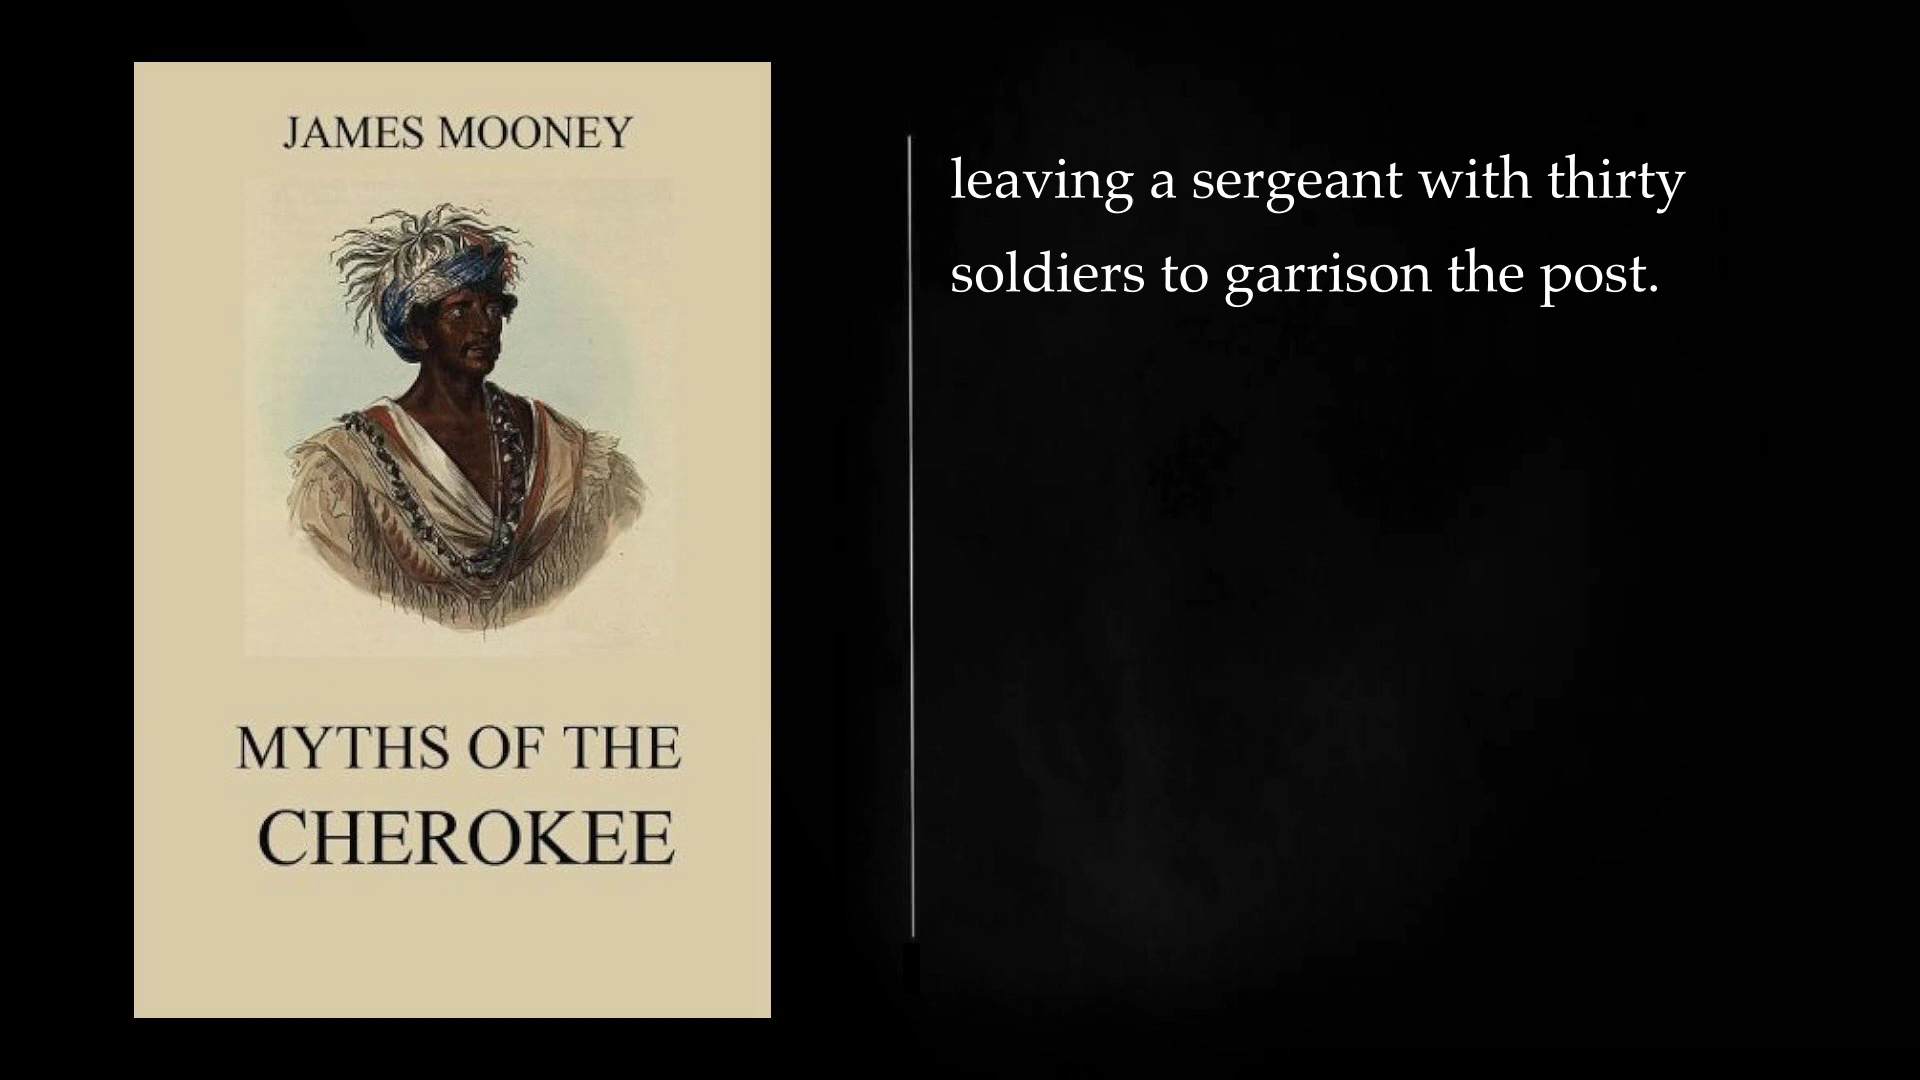 JAMES MOONEY
MYTHS OF THE
CHEROKEE
leaving a sergeant with thirty
soldiers to garrison the post.